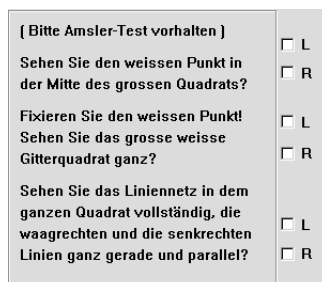 ( Bitte Amsler-Test vorhalten )
Sehen Sie den weissen Punkt in
der Mitte des grossen Quadrats?
L
R
Fixieren Sie den weissen Punkt!
Sehen Sie das grosse weisse
Gitterquadrat ganz?
L
R
Sehen Sie das Liniennetz in dem
ganzen Quadrat vollständig, die
waagrechten und die senkrechten
Linien ganz gerade und parallel?
L
R